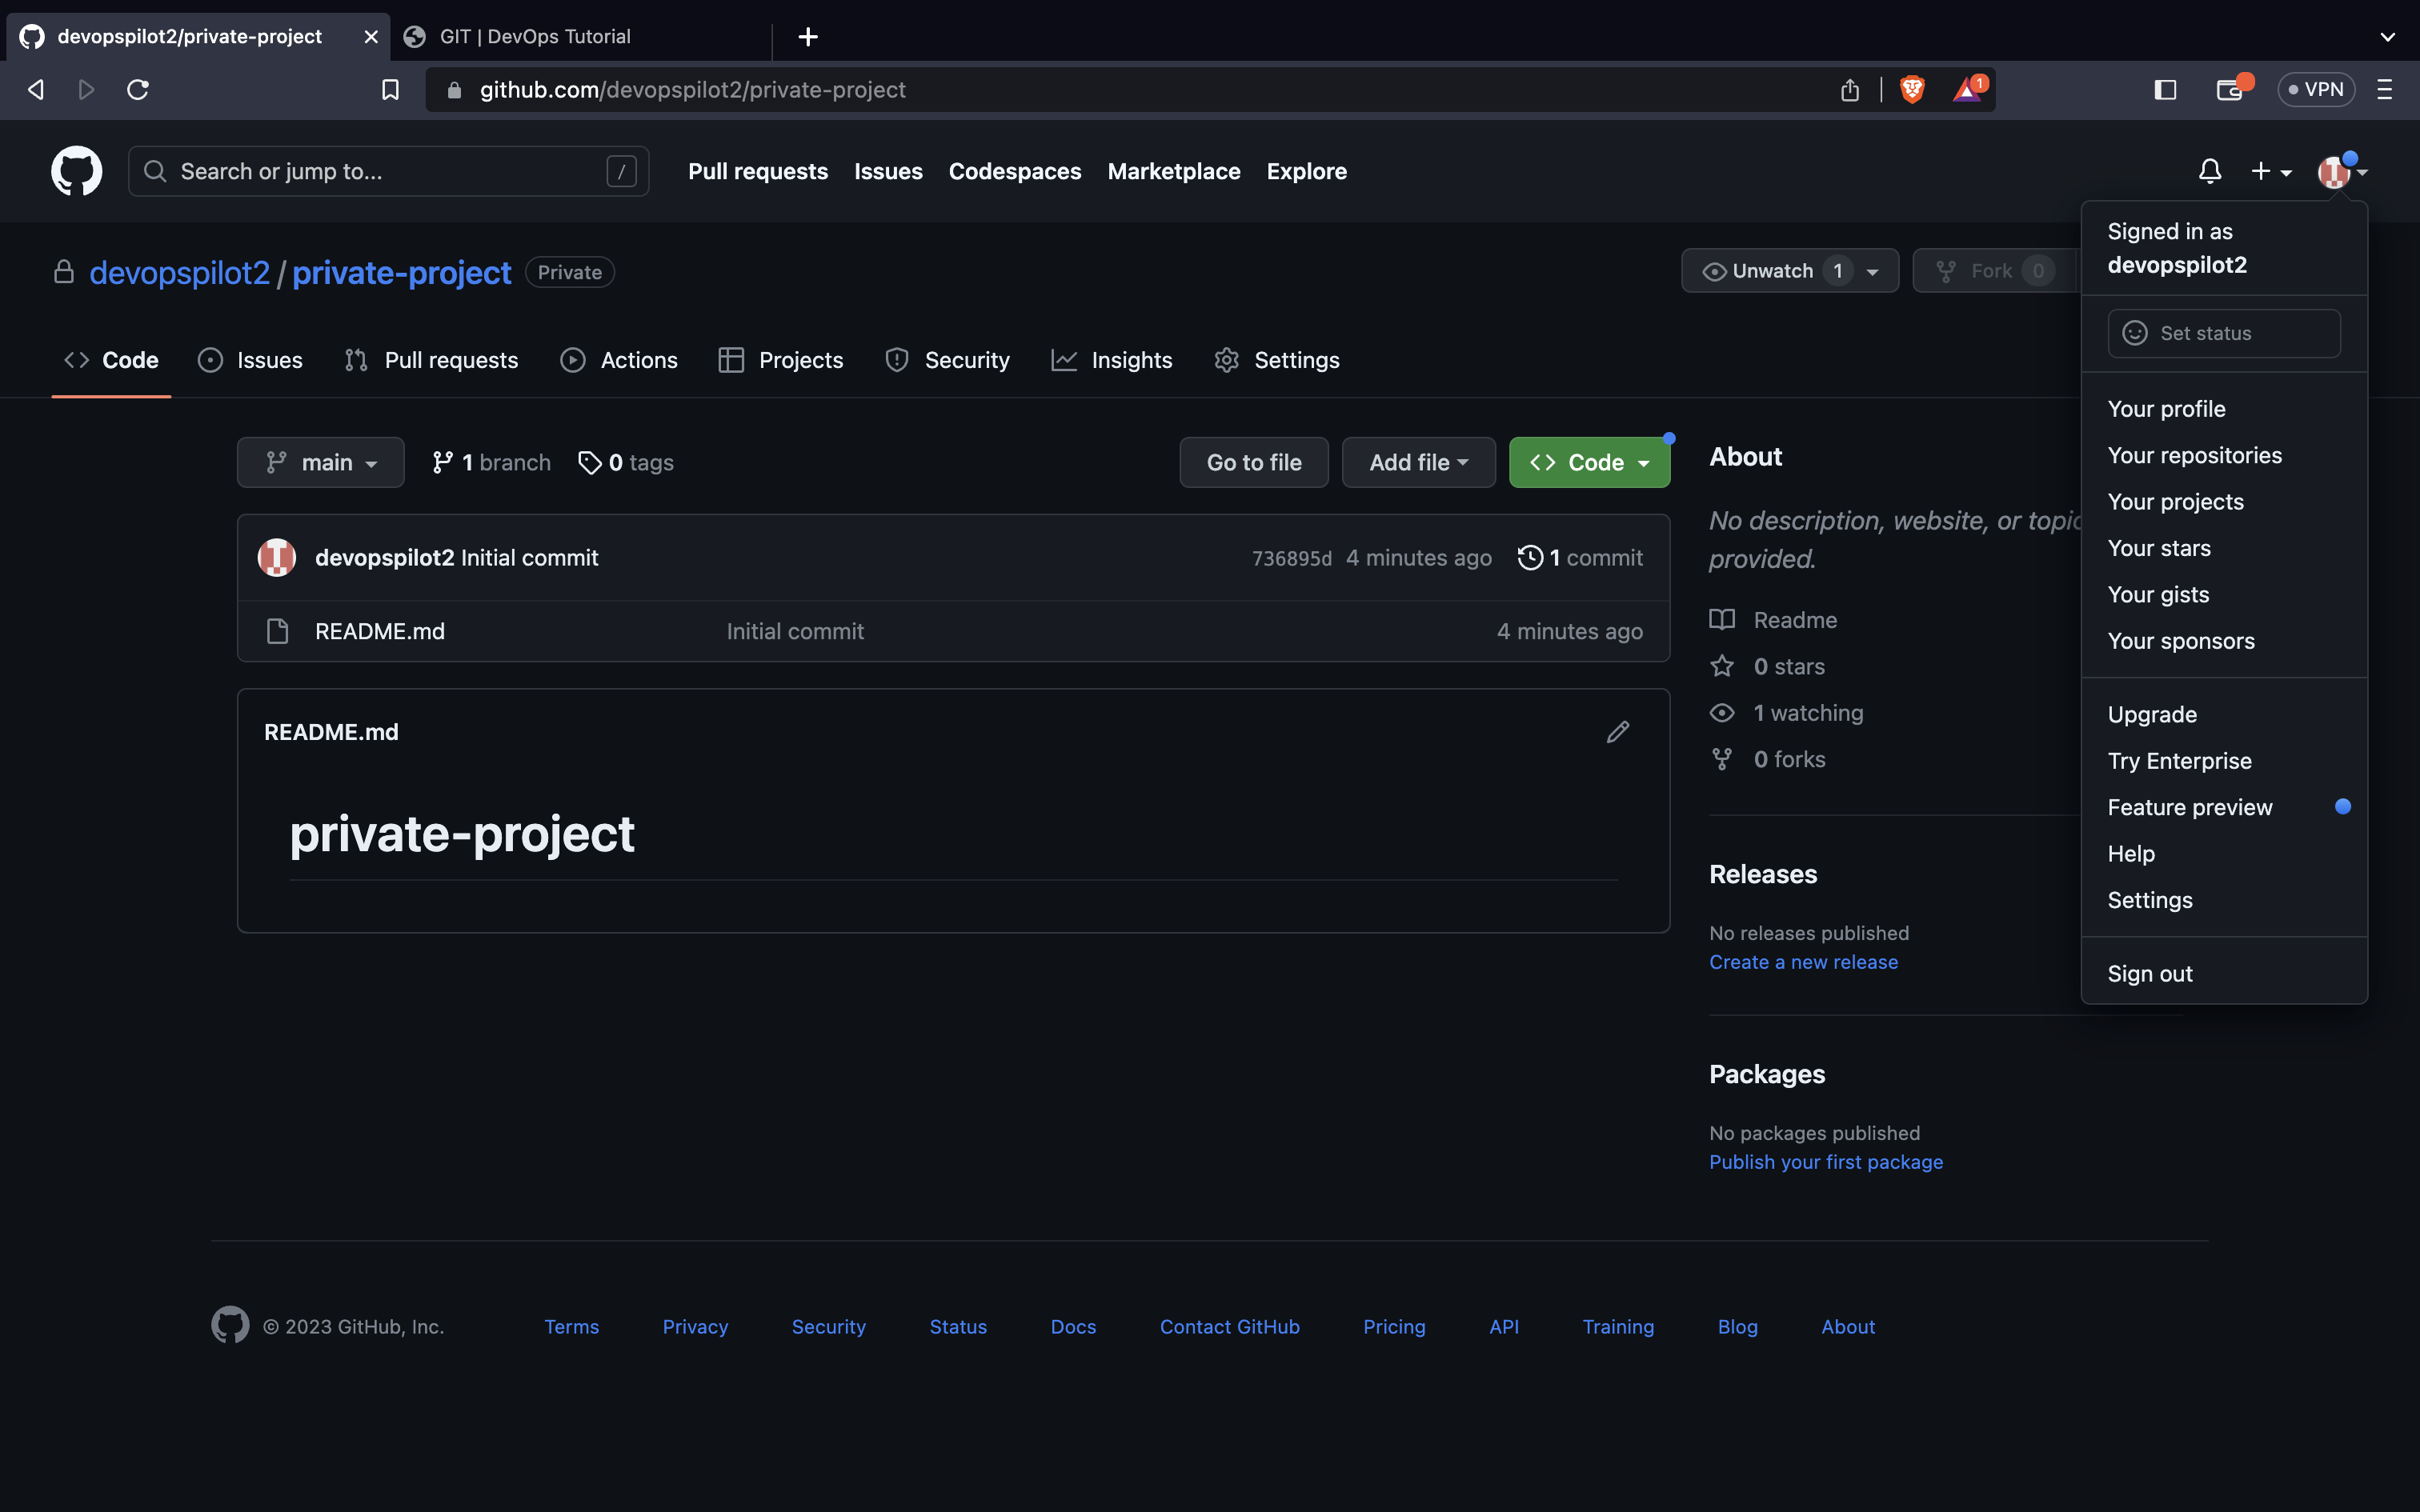 devopspilot2/private-project
GIT | DevOps Tutorial
github.com/devopspilot2/private-project
1
VPN
Search or jump to...
/
Pull requests
Issues
Codespaces
Marketplace
Explore
devopspilot2 / private-project
Private
Unwatch 1
Fork 0
Code
Issues
Pull requests
Actions
Projects
Security
Insights
Settings
main
1 branch
0 tags
Go to file
Add file
Code
devopspilot2 Initial commit
736895d 4 minutes ago
1 commit
README.md
Initial commit
4 minutes ago
README.md
private-project
About
No description, website, or topic
provided.
Readme
0 stars
1 watching
0 forks
Releases
No releases published
Create a new release
Packages
No packages published
Publish your first package
Signed in as
devopspilot2
Set status
Your profile
Your repositories
Your projects
Your stars
Your gists
Your sponsors
Upgrade
Try Enterprise
Feature preview
Help
Settings
Sign out
© 2023 GitHub, Inc.
Terms
Privacy
Security
Status
Docs
Contact GitHub
Pricing
API
Training
Blog
About